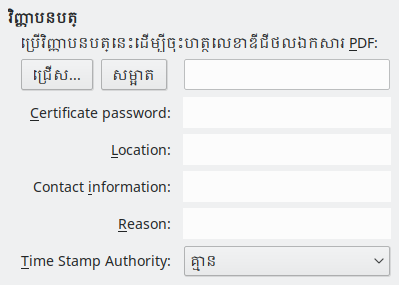 វិញ្ញាបនបត្
ប្រើវិញ្ញាបនបត្រនេះដើម្បីចុះហត្ថលេខាឌីជីថលឯកសារ PDF:
ជ្រើស... សម្អាត
Certificate password:
Location:
Contact information:
Reason:
Time Stamp Authority: គ្មាន